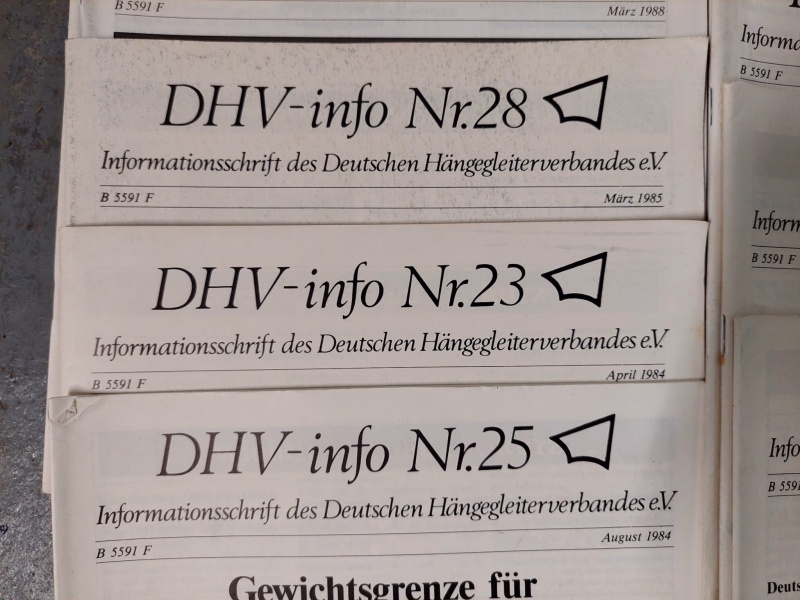 B 5591 F März 1988
DHV-info Nr.28
Informationsschrift des Deutschen Hängegleiterverbandes e.V.
B 5591 F März 1985
DHV-info Nr.23
Informationsschrift des Deutschen Hängegleiterverbandes e.V.
B 5591 F April 1984
DHV-info Nr.25
Informationsschrift des Deutschen Hängegleiterverbandes e.V.
B 5591 F August 1984
Gewichtsgrenze für
Informa
B 5591 F
Inform
B 5591 F
Info
B 559
Deuts